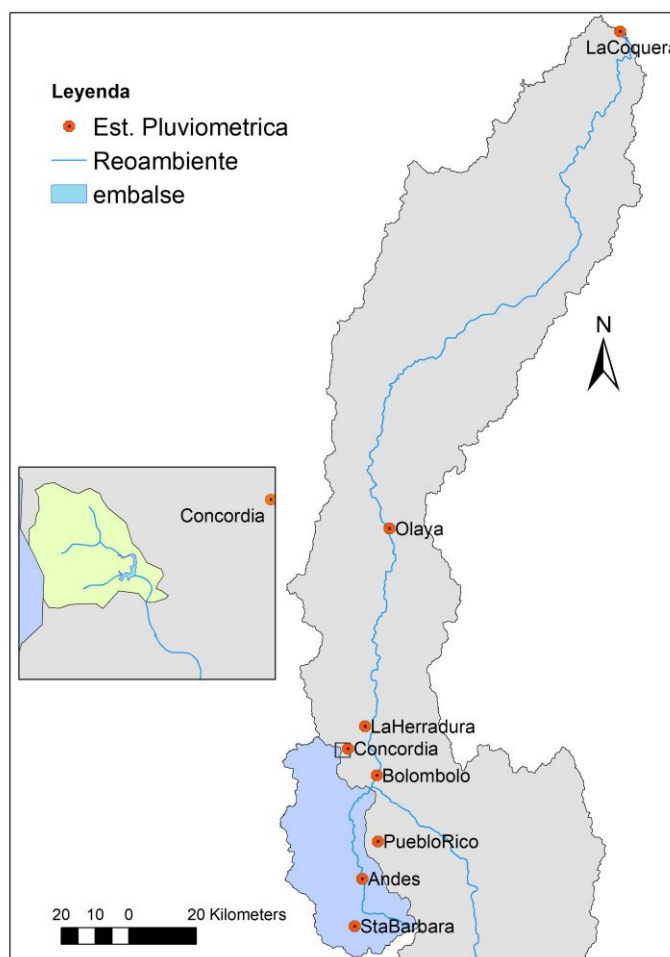 LaCoquera
Leyenda
Est. Pluviometrica
Reoambiente
embalse
N
Concordia
Olaya
LaHerradura
Concordia
Bolombolo
PuebloRico
Andes
StaBarbara
20 10 0 20 Kilometers